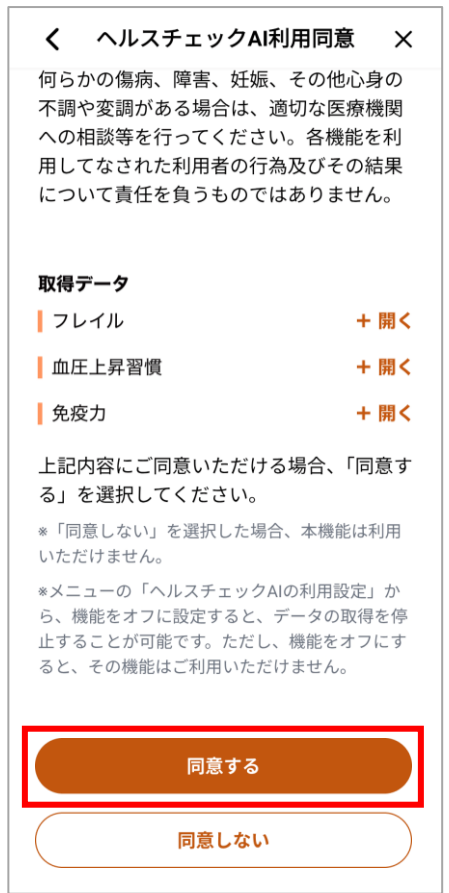 ヘルスチェックAI利用同意
何らかの傷病、障害、妊娠、その他心身の
不調や変調がある場合は、適切な医療機関
への相談等を行ってください。各機能を利
用してなされた利用者の行為及びその結果
について責任を負うものではありません。
取得データ
フレイル + 開く
血圧上昇習慣 + 開く
免疫力 + 開く
上記内容にご同意いただける場合、「同意す
る」を選択してください。
※「同意しない」を選択した場合、本機能は利用
いただけません。
※メニューの「ヘルスチェックAIの利用設定」か
ら、機能をオフに設定すると、データの取得を停
止することが可能です。ただし、機能をオフにす
ると、その機能はご利用いただけません。
同意する
同意しない